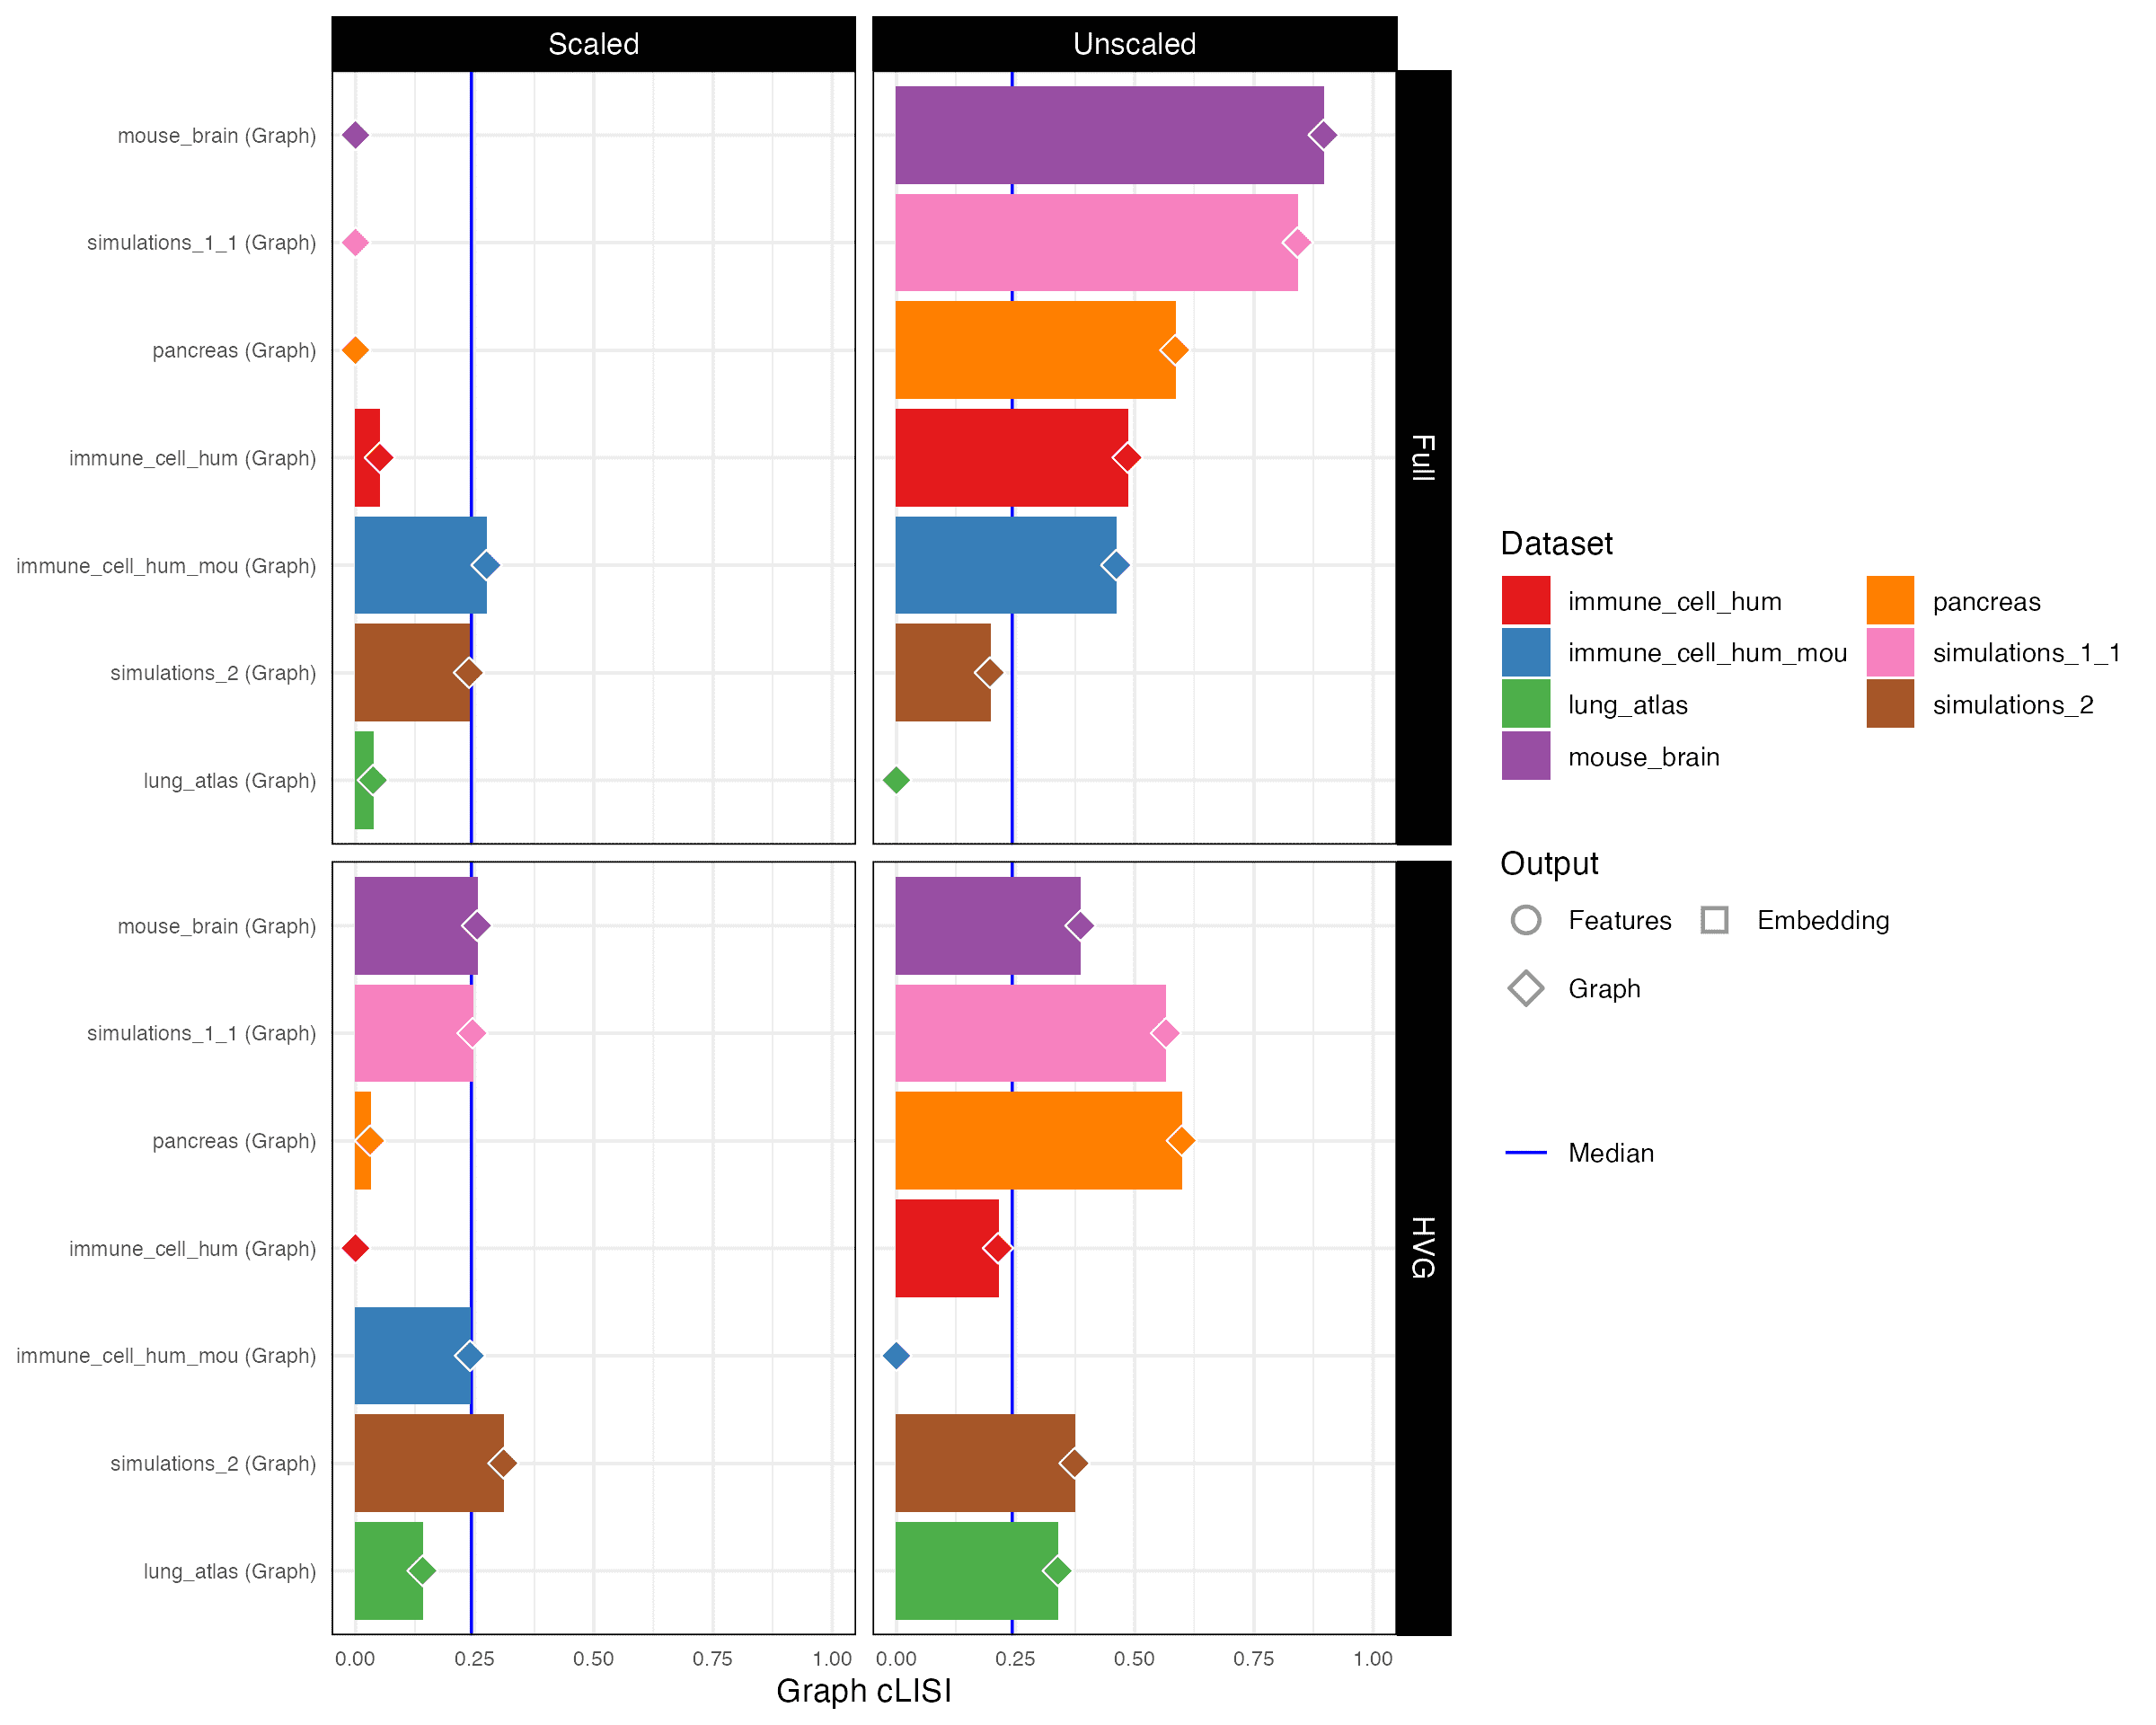 Scaled
Unscaled
mouse_brain (Graph)
simulations_1_1 (Graph)
pancreas (Graph)
immune_cell_hum (Graph)
immune_cell_hum_mou (Graph)
simulations_2 (Graph)
lung_atlas (Graph)
Full
mouse_brain (Graph)
simulations_1_1 (Graph)
pancreas (Graph)
immune_cell_hum (Graph)
immune_cell_hum_mou (Graph)
simulations_2 (Graph)
lung_atlas (Graph)
HVG
0.00 0.25 0.50 0.75 1.00
0.00 0.25 0.50 0.75 1.00
Graph cLISI
Dataset
immune_cell_hum
immune_cell_hum_mou
lung_atlas
mouse_brain
pancreas
simulations_1_1
simulations_2
Output
Features
Embedding
Graph
Median